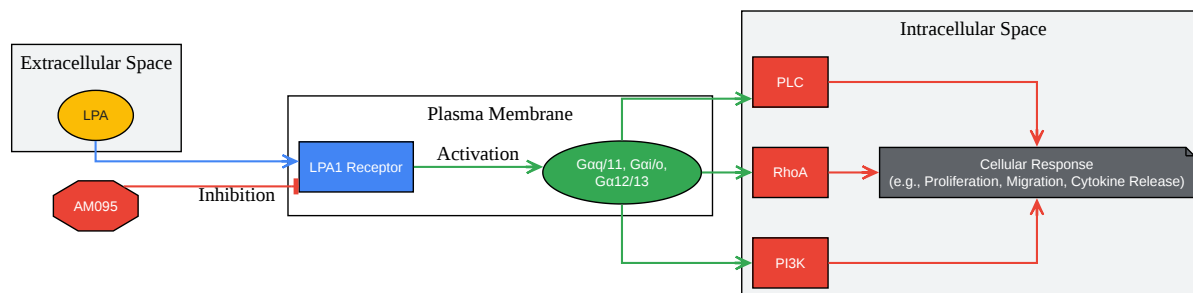 Extracellular Space
LPA
AM095
Inhibition
Plasma Membrane
LPA1 Receptor
Activation
Gαq/11, Gαi/o,
Gα12/13
Intracellular Space
PLC
RhoA
PI3K
Cellular Response
(e.g., Proliferation, Migration, Cytokine Release)